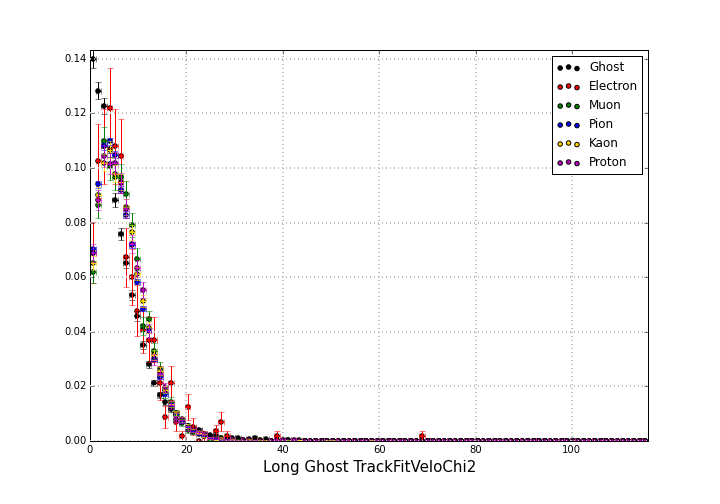 0.14
0.12
0.10
0.08
0.06
0.04
0.02
0.00
Ghost
Electron
Muon
Pion
Kaon
Proton
0 20 40 60 80 100
Long Ghost TrackFitVeloChi2